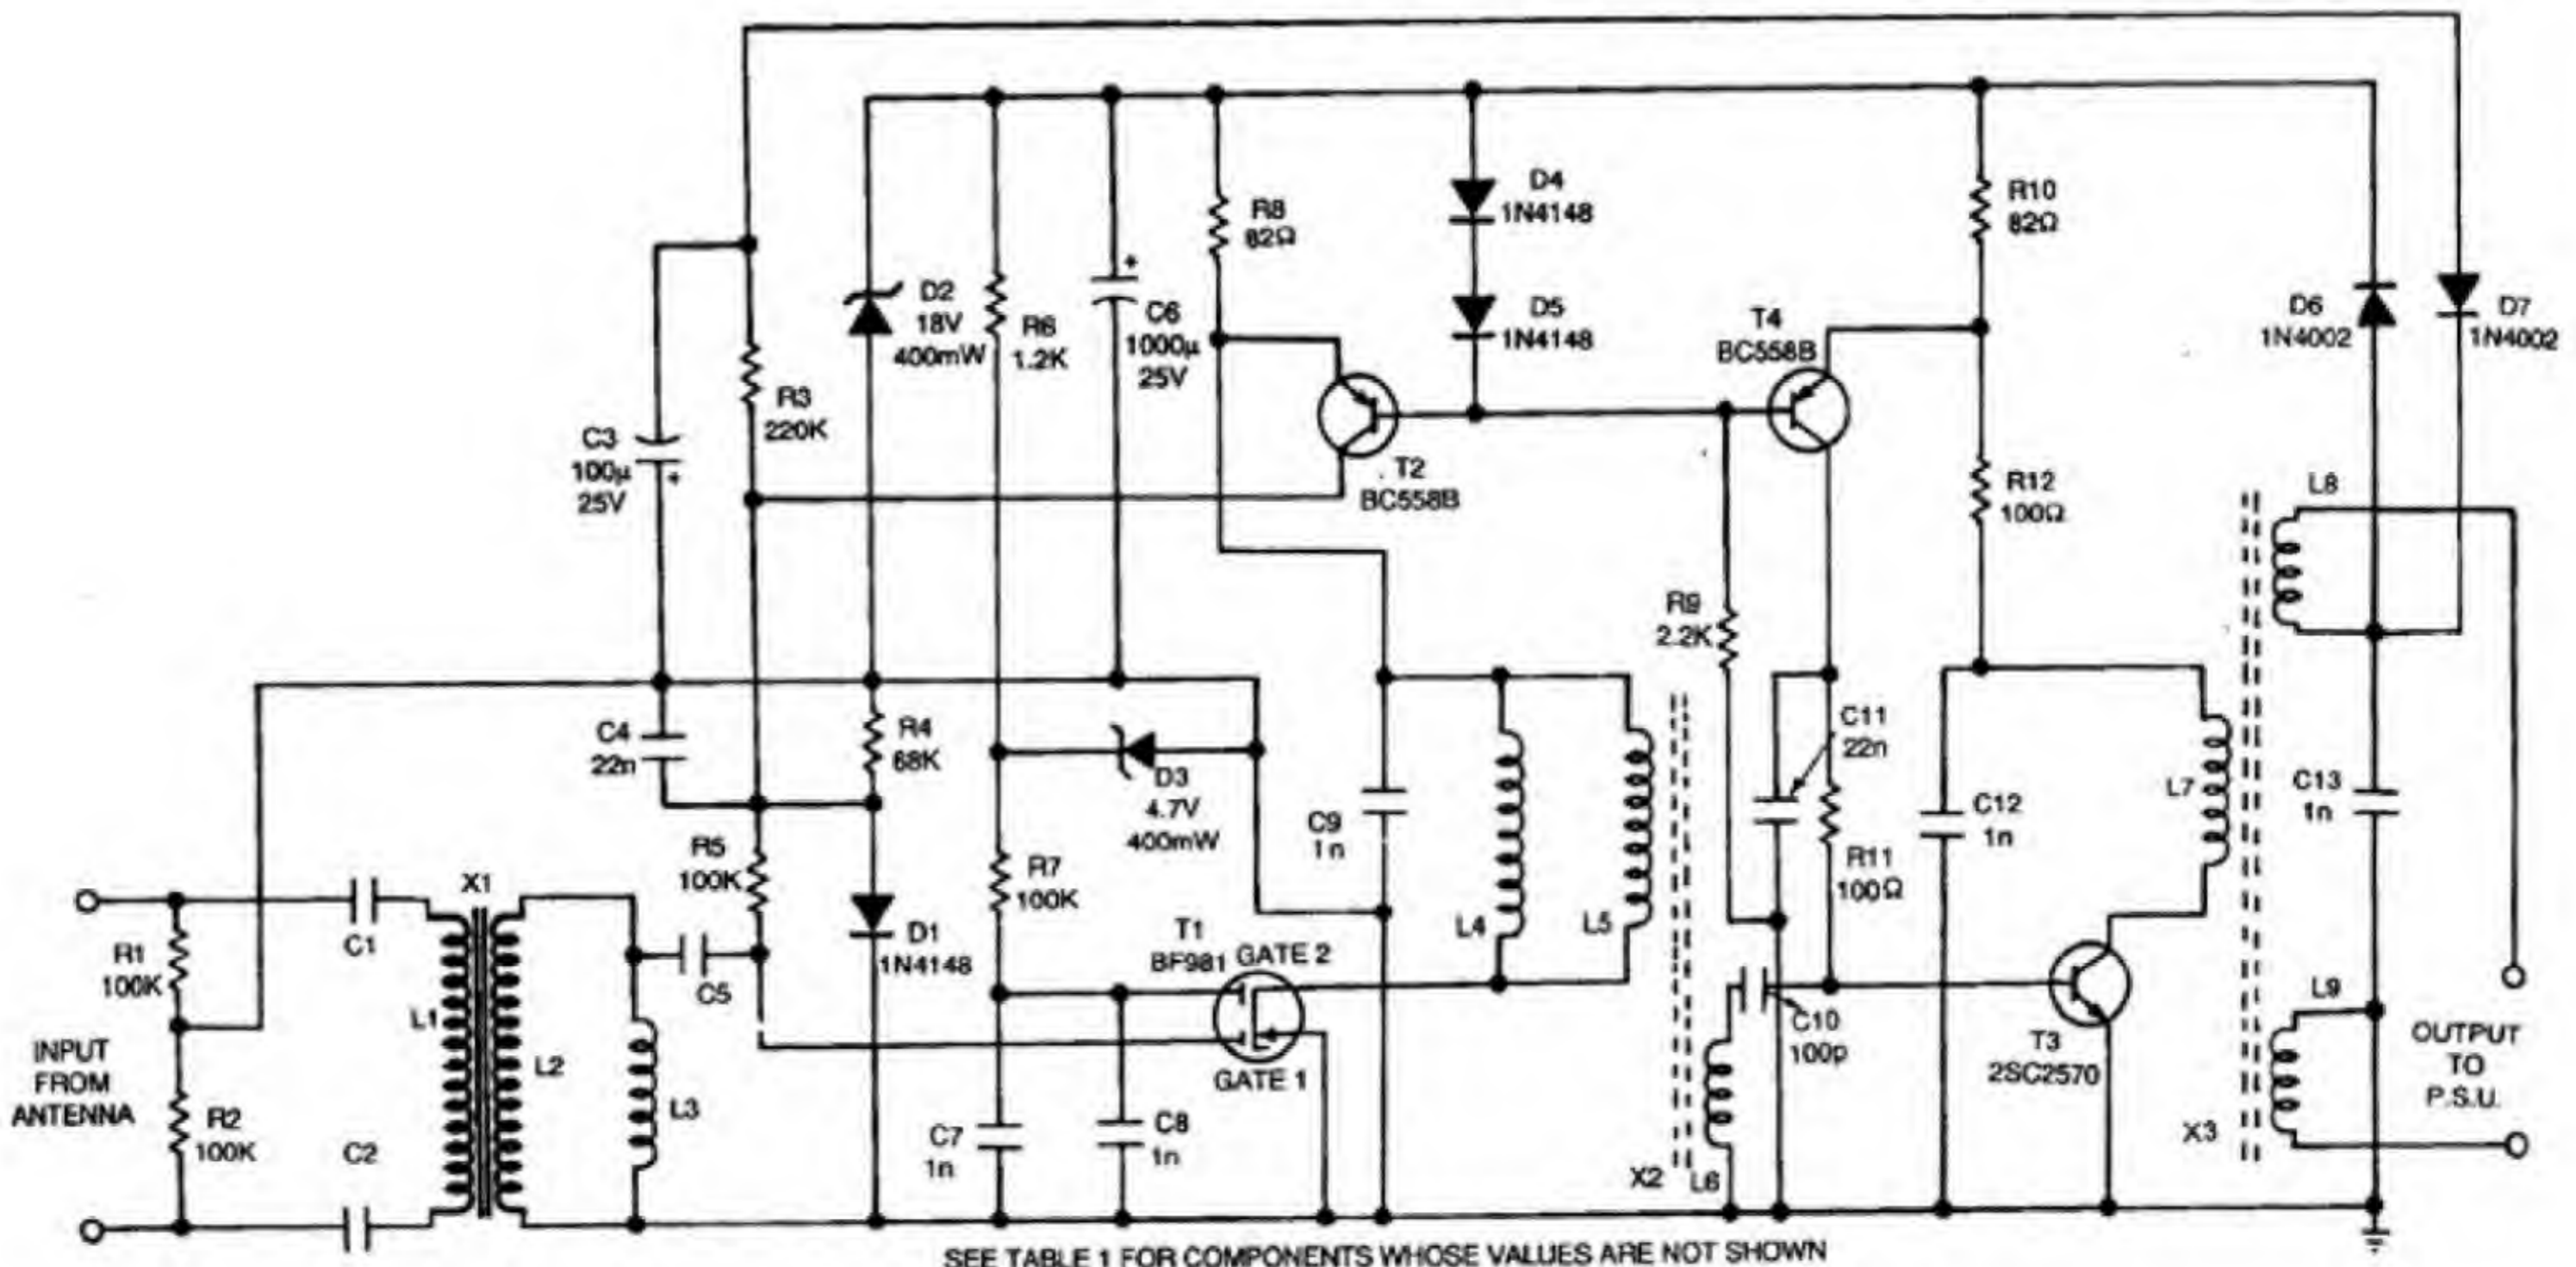 D4
1N4148
R10
82Ω
R8
82Ω
D2
18V
400mW
R6
1.2K
C6
1000µ
25V
+
D5
1N4148
T4
BC558B
D6
1N4002
D7
1N4002
R3
220K
C3
100µ
25V
+
T2
BC558B
R12
100Ω
L8
R9
2.2K
C4
22n
R4
68K
D3
4.7V
400mW
C9
1n
C11
22n
C12
1n
L7
C13
1n
R5
100K
R7
100K
R11
100Ω
X1
C1
R1
100K
L1
L2
C5
D1
1N4148
T1
BF981
GATE 2
GATE 1
L4
L5
C10
100p
T3
2SC2570
L9
OUTPUT
TO
P.S.U.
INPUT
FROM
ANTENNA
R2
100K
C2
L3
C7
1n
C8
1n
X2
L6
X3
SEE TABLE 1 FOR COMPONENTS WHOSE VALUES ARE NOT SHOWN